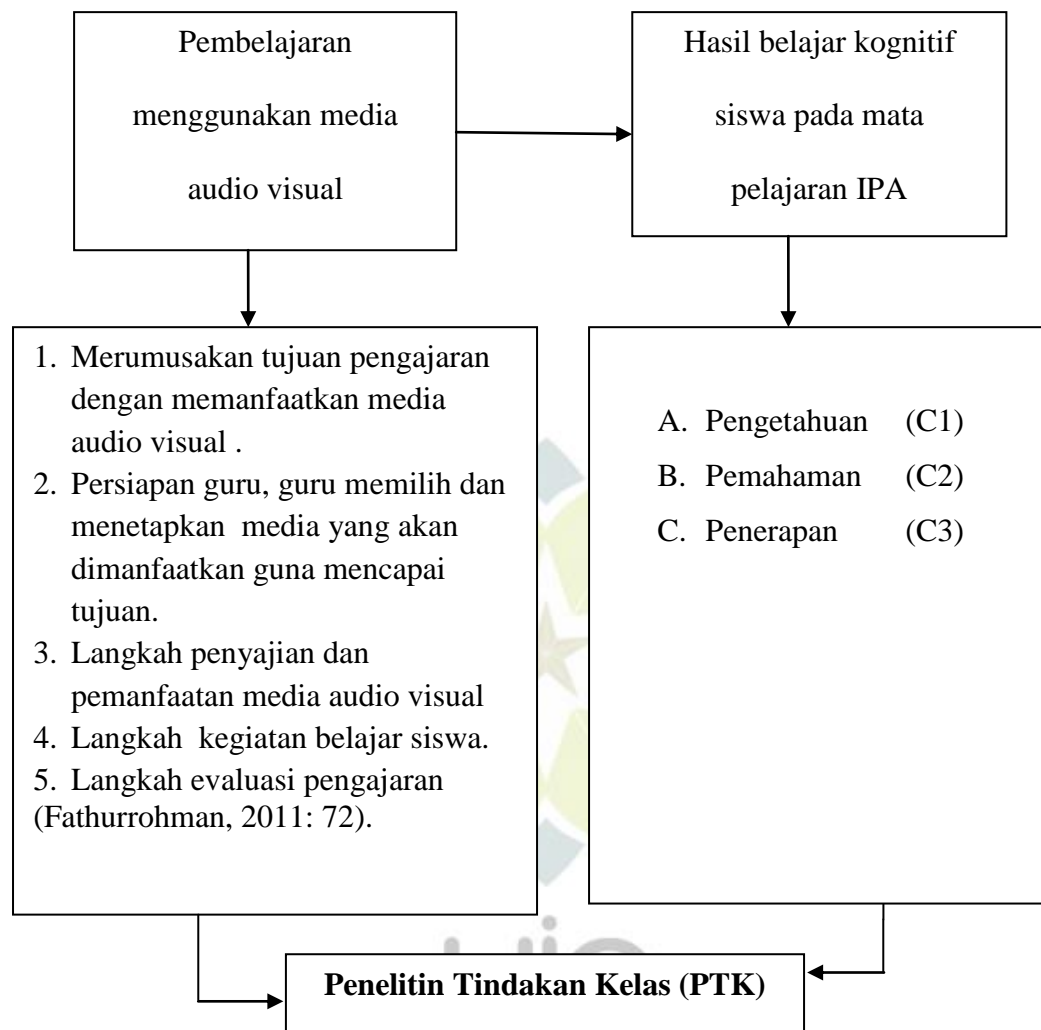 Pembelajaran
menggunakan media
audio visual
Hasil belajar kognitif
siswa pada mata
pelajaran IPA
1. Merumusakan tujuan pengajaran
dengan memanfaatkan media
audio visual .
2. Persiapan guru, guru memilih dan
menetapkan media yang akan
dimanfaatkan guna mencapai
tujuan.
3. Langkah penyajian dan
pemanfaatan media audio visual
4. Langkah kegiatan belajar siswa.
5. Langkah evaluasi pengajaran
(Fathurrohman, 2011: 72).
A. Pengetahuan (C1)
B. Pemahaman (C2)
C. Penerapan (C3)
Penelitin Tindakan Kelas (PTK)